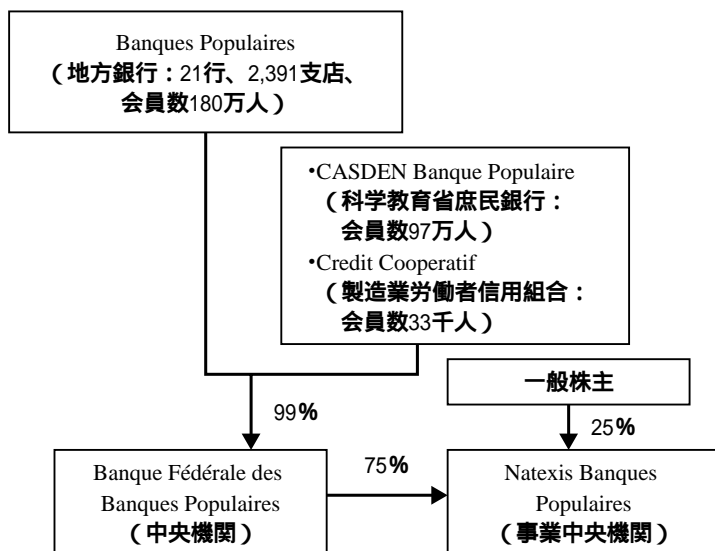 Banques Populaires
(地方銀行：21行、2,391支店、
会員数180万人)
•CASDEN Banque Populaire
(科学教育省庶民銀行：
会員数97万人)
•Credit Cooperatif
(製造業労働者信用組合：
会員数33千人)
一般株主
99%
25%
Banque Fédérale des
Banques Populaires
(中央機関)
75%
Natexis Banques
Populaires
(事業中央機関)